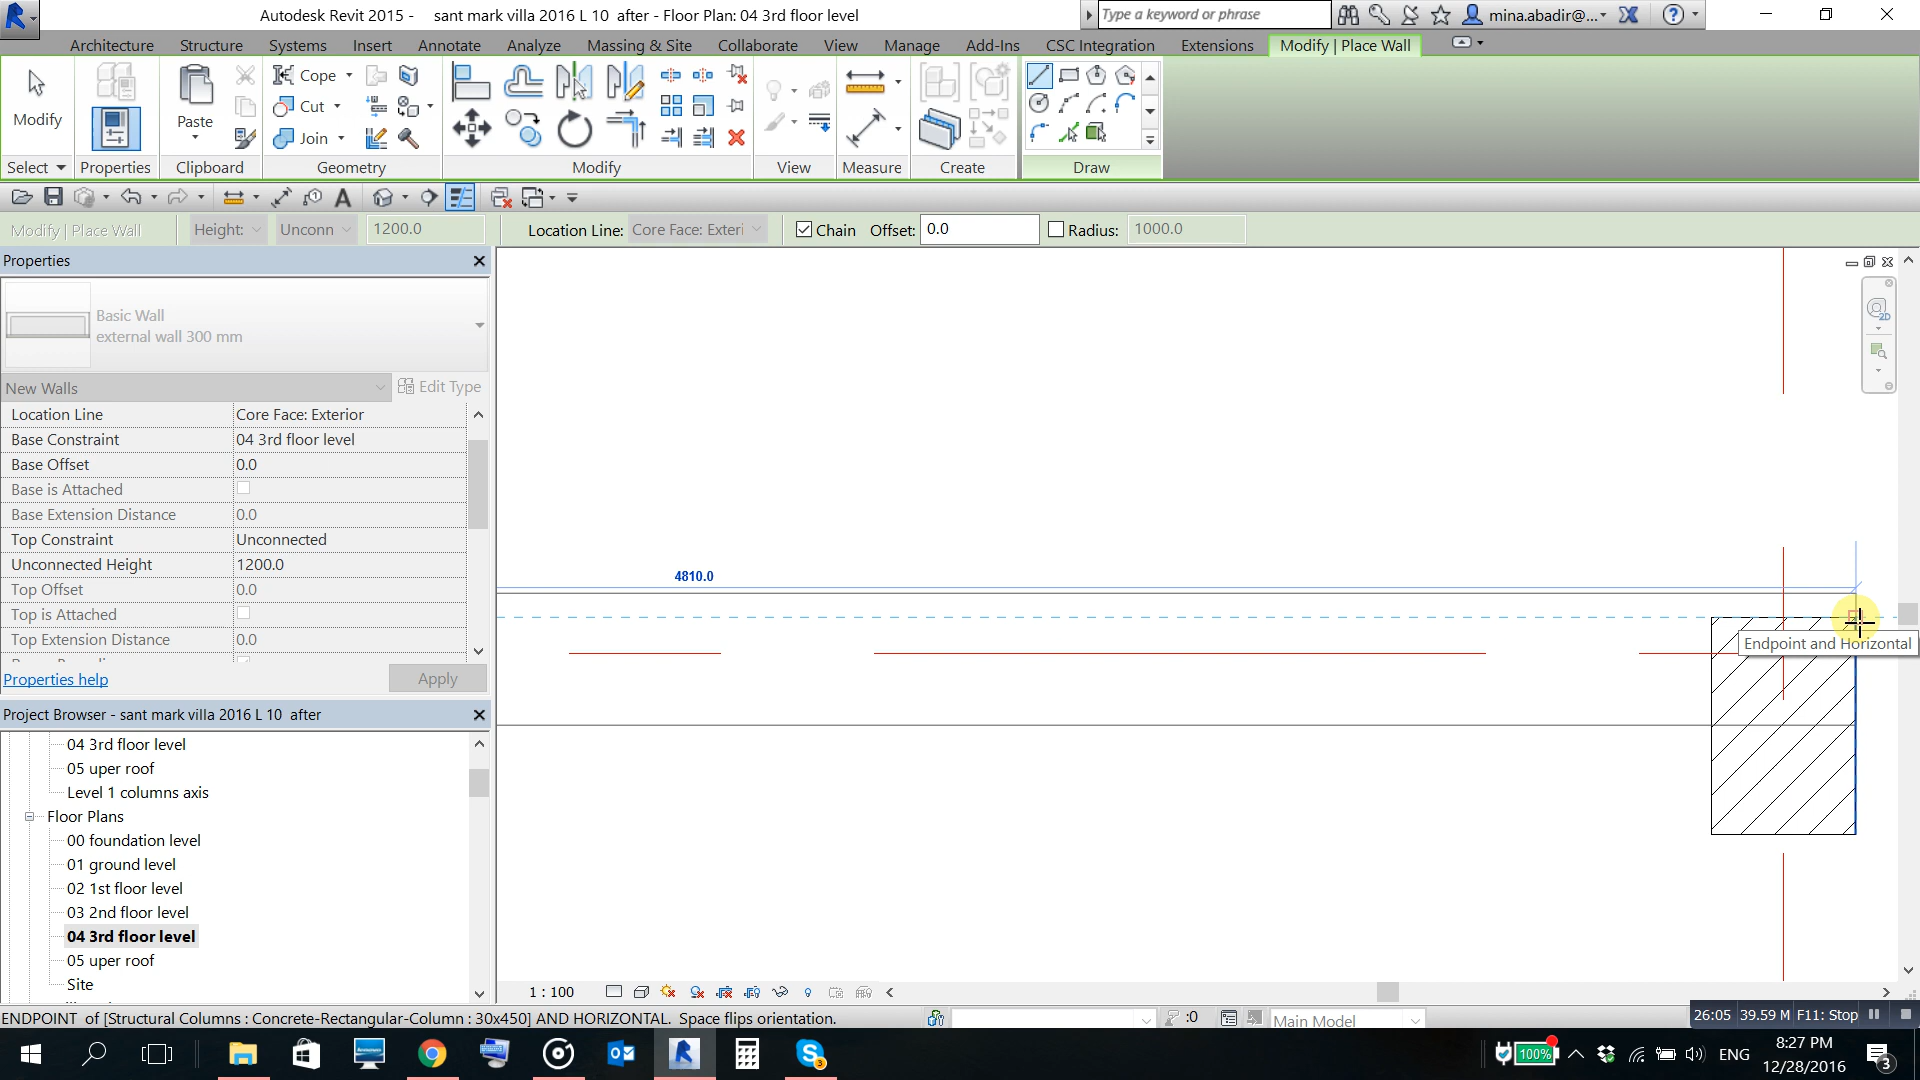 Autodesk Revit 2015 - sant mark villa 2016 L 10 after - Floor Plan: 04 3rd floor level
Type a keyword or phrase
mina.abadir@...
Architecture Structure Systems Insert Annotate Analyze Massing & Site Collaborate View Manage Add-Ins CSC Integration Extensions Modify | Place Wall
Modify
Paste
Cope
Cut
Join
Select Properties Clipboard Geometry Modify View Measure Create Draw
Modify | Place Wall Height: Unconn 1200.0 Location Line: Core Face: Exteri Chain Offset: 0.0 Radius: 1000.0
Properties
Basic Wall
external wall 300 mm
New Walls Edit Type
Location Line Core Face: Exterior
Base Constraint 04 3rd floor level
Base Offset 0.0
Base is Attached
Base Extension Distance 0.0
Top Constraint Unconnected
Unconnected Height 1200.0
Top Offset 0.0
Top is Attached
Top Extension Distance 0.0
Properties help Apply
Project Browser - sant mark villa 2016 L 10 after
04 3rd floor level
05 uper roof
Level 1 columns axis
Floor Plans
00 foundation level
01 ground level
02 1st floor level
03 2nd floor level
04 3rd floor level
05 uper roof
Site
2D
4810.0
Endpoint and Horizontal
1 : 100
ENDPOINT of [Structural Columns : Concrete-Rectangular-Column : 30x450] AND HORIZONTAL. Space flips orientation.
:0
Main Model
26:05 39.59 M F11: Stop
100%
ENG
8:27 PM
12/28/2016
3
3